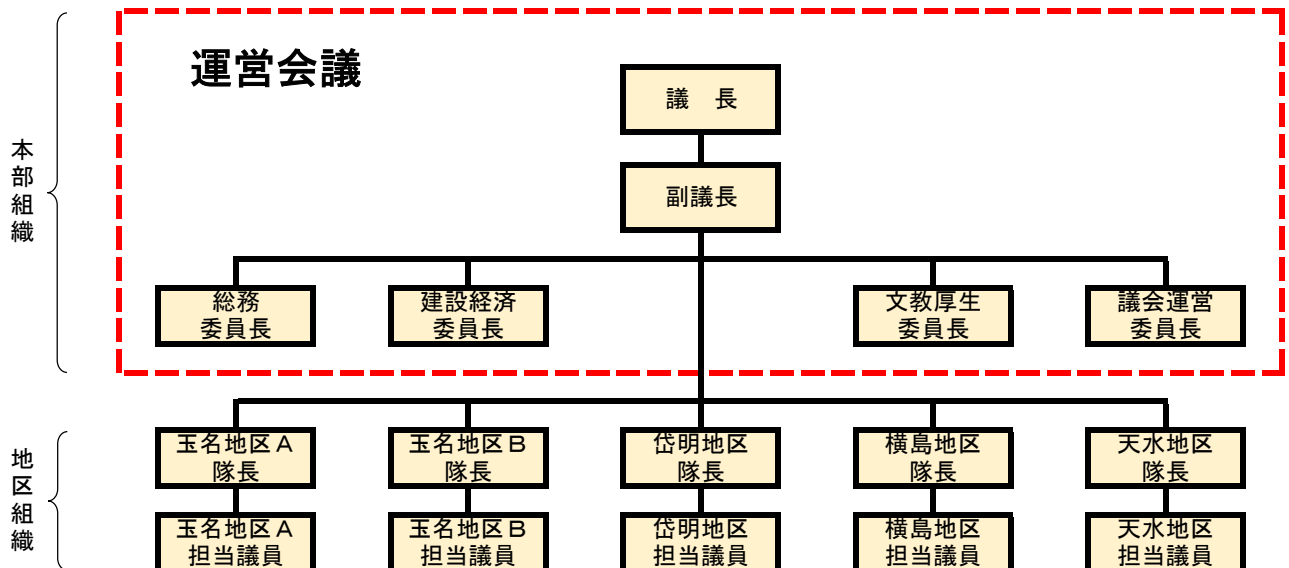 運営会議
議　長
副議長
本部組織
総務
委員長
建設経済
委員長
文教厚生
委員長
議会運営
委員長
地区組織
玉名地区Ａ
隊長
玉名地区Ｂ
隊長
岱明地区
隊長
横島地区
隊長
天水地区
隊長
玉名地区Ａ
担当議員
玉名地区Ｂ
担当議員
岱明地区
担当議員
横島地区
担当議員
天水地区
担当議員